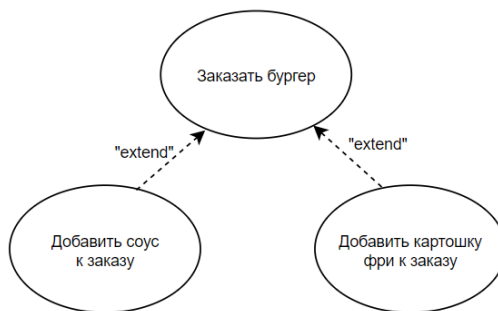 Заказать бургер
"extend"
"extend"
Добавить соус
к заказу
Добавить картошку
фри к заказу